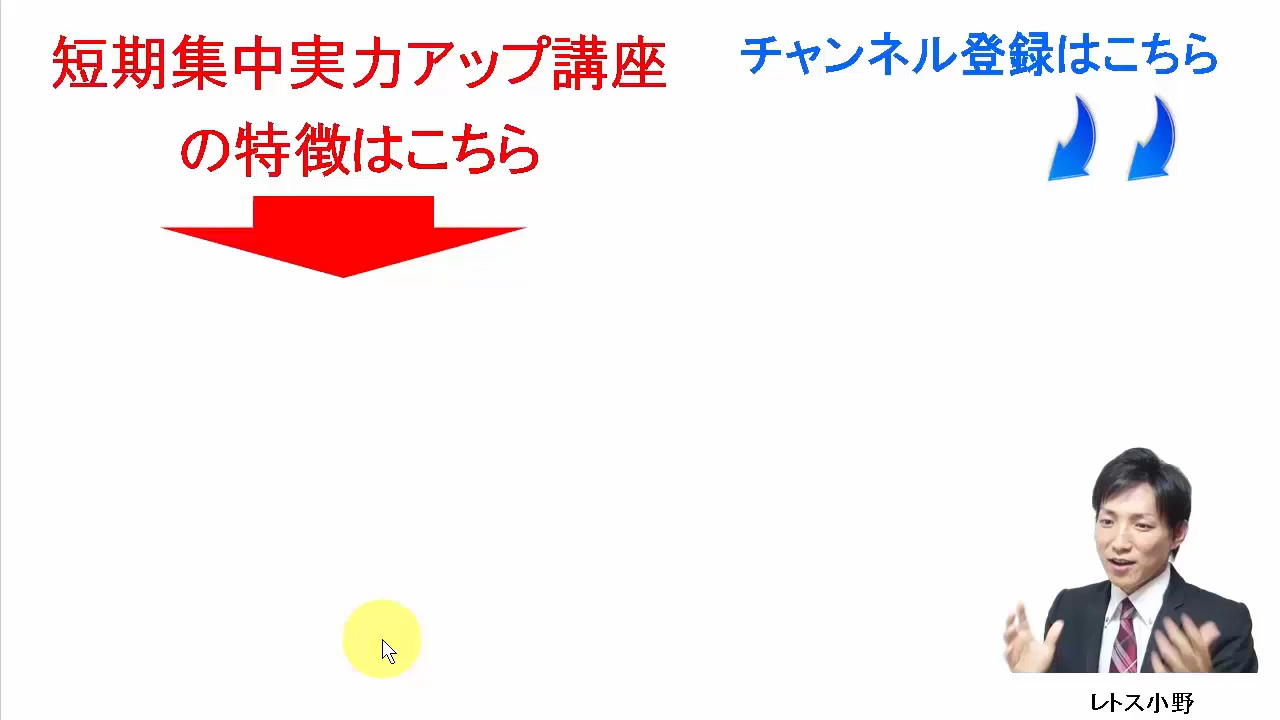 短期集中実力アップ講座
の特徴はこちら
チャンネル登録はこちら
レトス小野